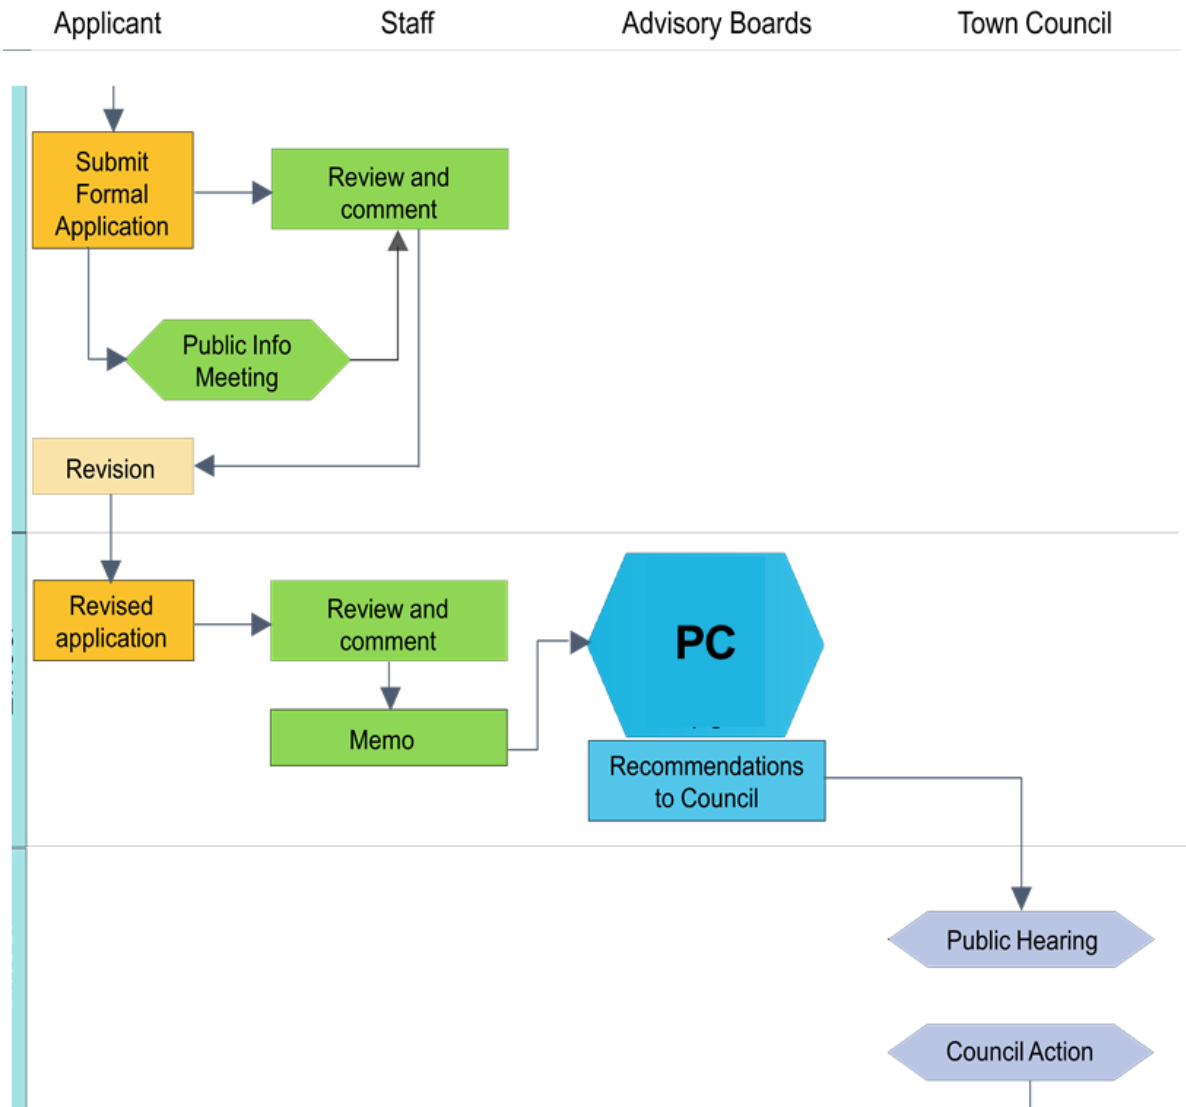 Applicant
Staff
Advisory Boards
Town Council
Submit
Formal
Application
Review and
comment
Public Info
Meeting
Revision
Revised
application
Review and
comment
PC
Memo
Recommendations
to Council
Public Hearing
Council Action